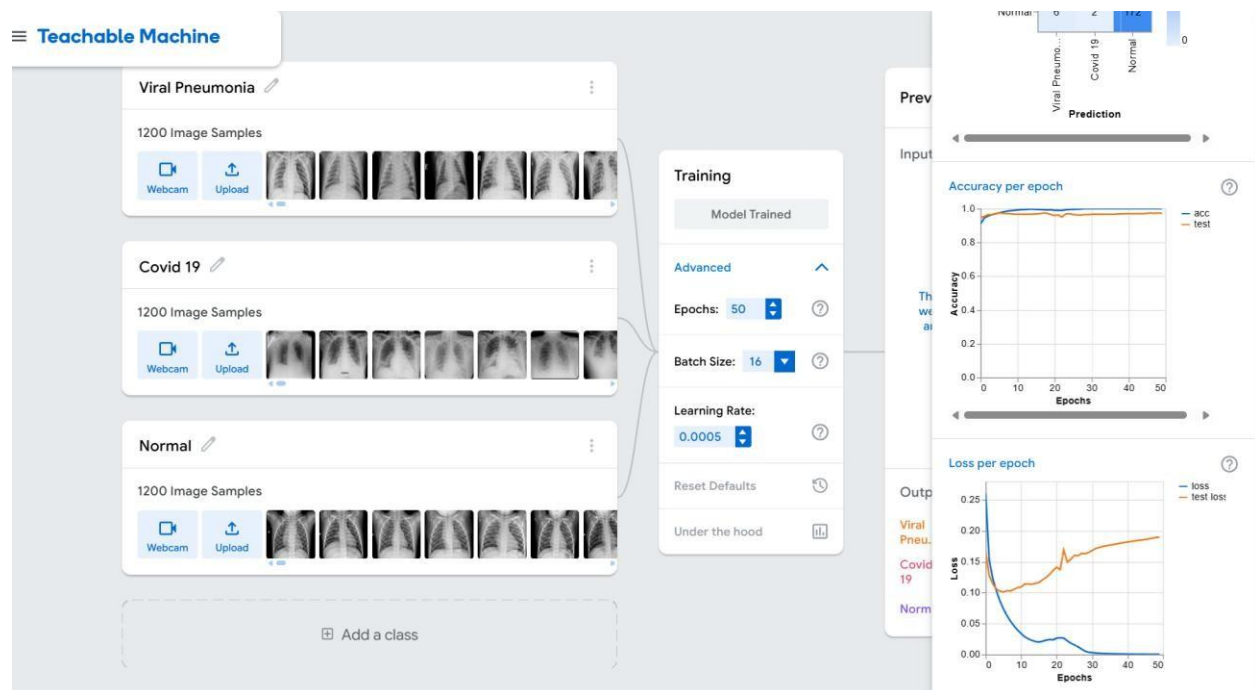 Teachable Machine
Viral Pneumonia
1200 Image Samples
Webcam
Upload
Covid 19
1200 Image Samples
Webcam
Upload
Normal
1200 Image Samples
Webcam
Upload
Add a class
Training
Model Trained
Advanced
Epochs: 50
Batch Size: 16
Learning Rate:
0.0005
Reset Defaults
Under the hood
Prev
Input
Th
we
ar
Outp
Viral
Pneu.
Covid
19
Norm
Normal 6 2 172
0
Viral Pneumo...
Covid 19
Normal
Prediction
Accuracy per epoch
1.0
0.8
0.6
0.4
0.2
0.0
Accuracy
0 10 20 30 40 50
Epochs
acc
test
Loss per epoch
0.25
0.20
0.15
0.10
0.05
0.00
Loss
0 10 20 30 40 50
Epochs
loss
test loss